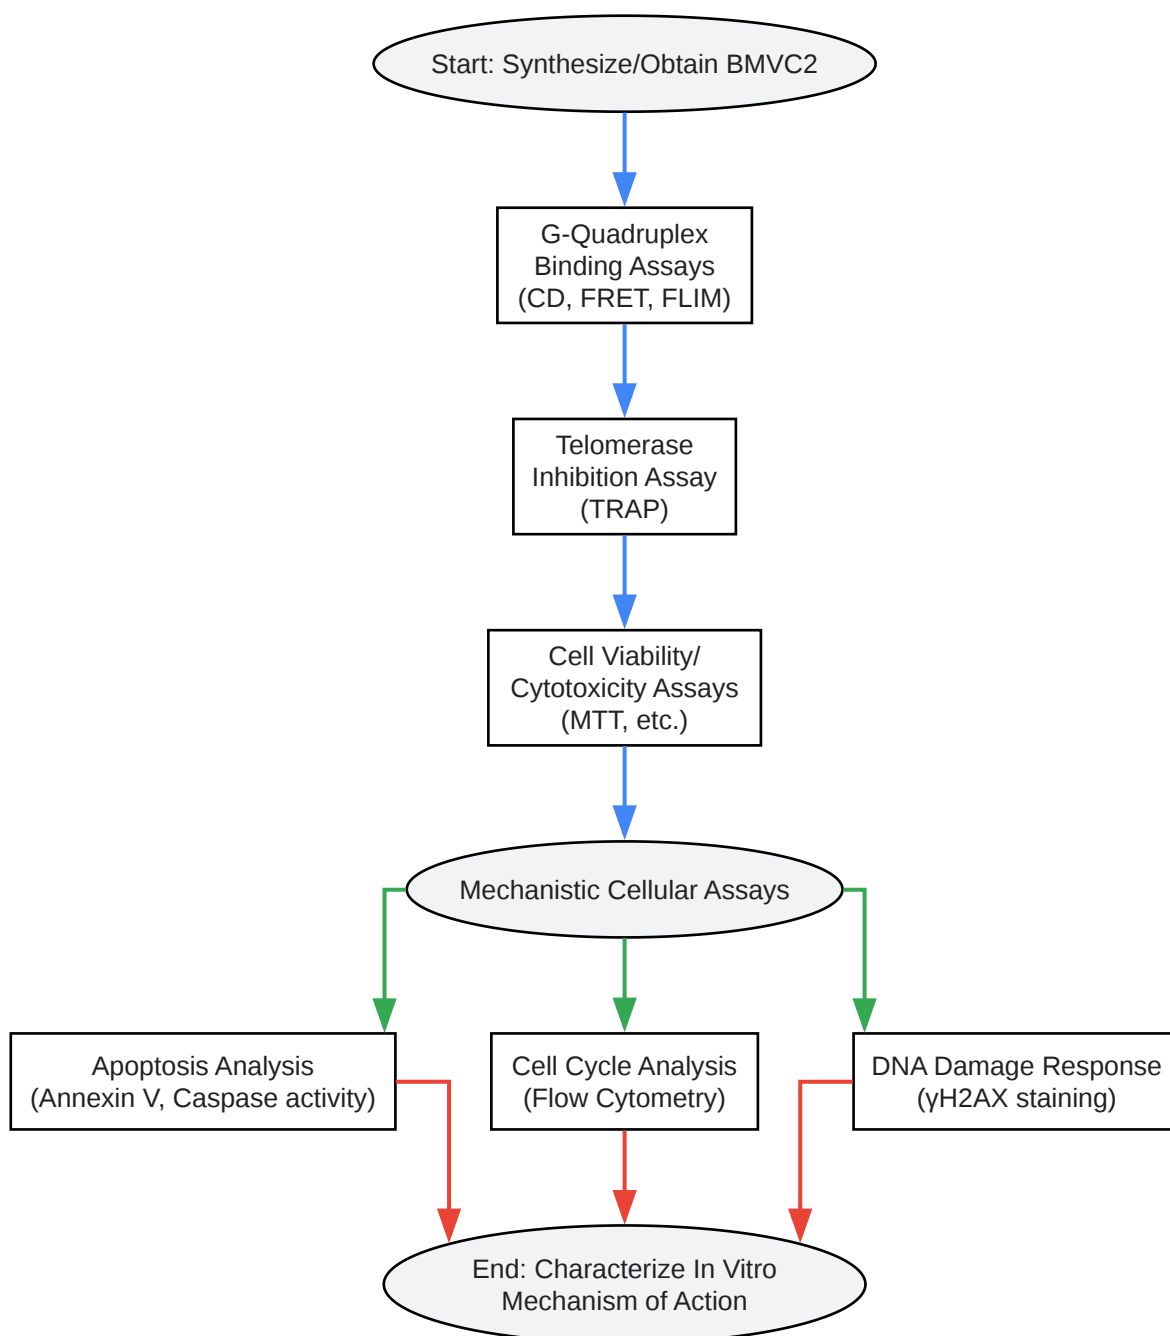 Start: Synthesize/Obtain BMVC2
G-Quadruplex
Binding Assays
(CD, FRET, FLIM)
Telomerase
Inhibition Assay
(TRAP)
Cell Viability/
Cytotoxicity Assays
(MTT, etc.)
Mechanistic Cellular Assays
Apoptosis Analysis
(Annexin V, Caspase activity)
Cell Cycle Analysis
(Flow Cytometry)
DNA Damage Response
(γH2AX staining)
End: Characterize In Vitro
Mechanism of Action